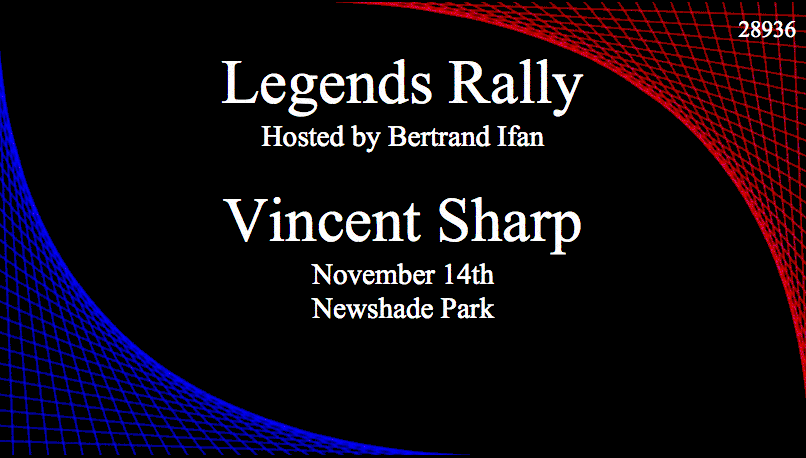 28936
Legends Rally
Hosted by Bertrand Ifan
Vincent Sharp
November 14th
Newshade Park